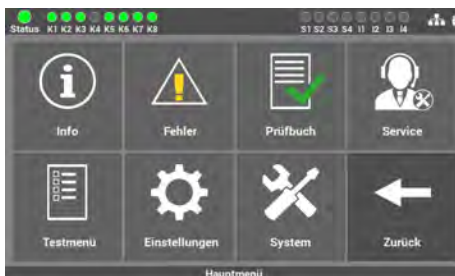 Status K1 K2 K3 K4 K5 K6 K7 K8 S1 S2 S3 S4 I1 I2 I3 I4
Info Fehler Prüfbuch Service
Testmenü Einstellungen System Zurück
Hauptmenü